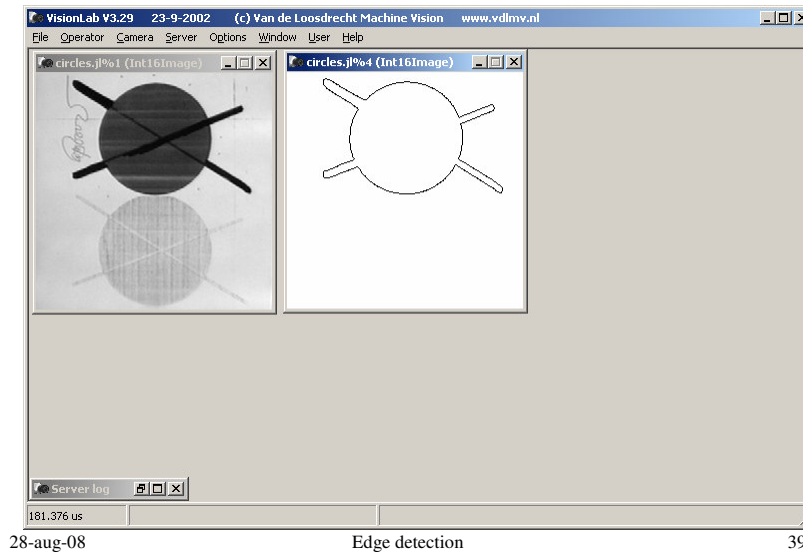 VisionLab V3.29 23-9-2002 (c) Van de Loosdrecht Machine Vision www.vdlmv.nl
File Operator Camera Server Options Window User Help
circles.jl%1 (Int16Image) circles.jl%4 (Int16Image)
Server log
181.376 us
28-aug-08 Edge detection 39